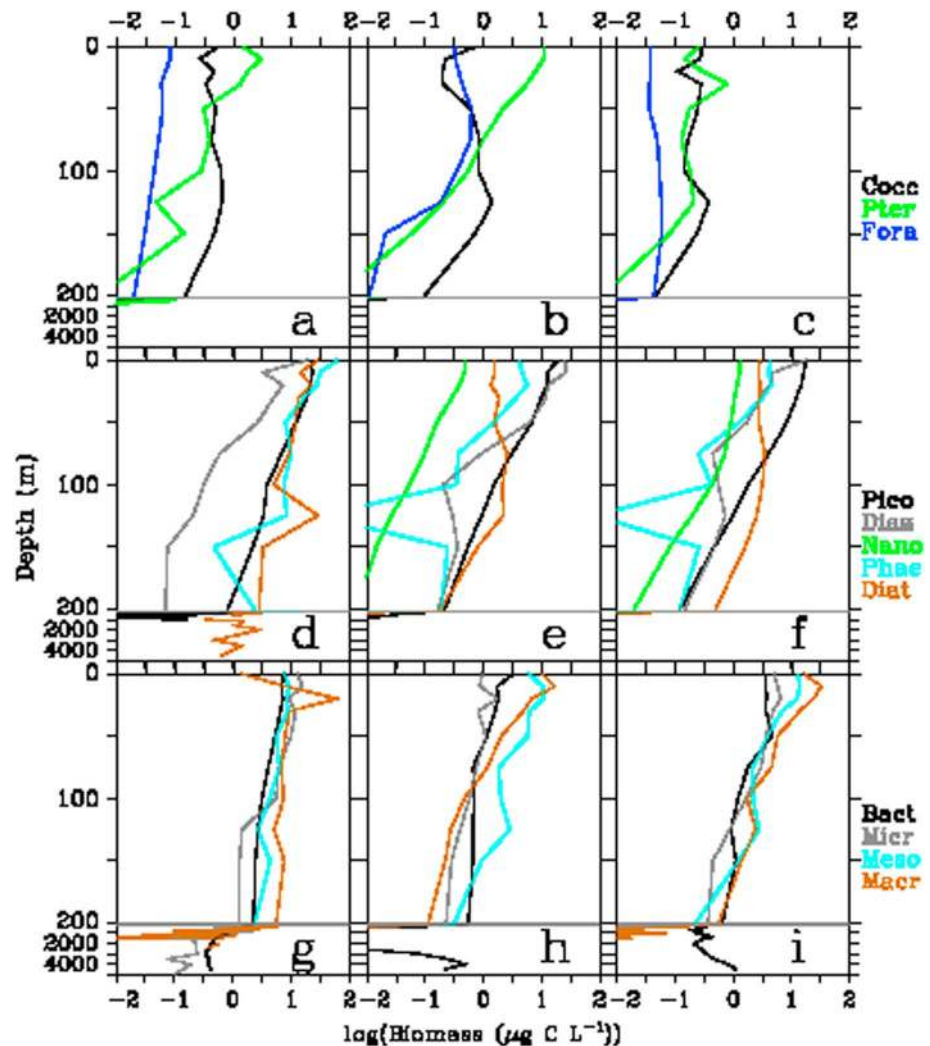 -2 -1 0 1 2 -2 -1 0 1 2 -2 -1 0 1 2
0
100
200
2000
4000
a b c
Cocc
Pter
Fora
0
100
200
2000
4000
d e f
Pico
Diaz
Nano
Phae
Diat
Depth (m)
0
100
200
2000
4000
g h i
Bact
Micr
Meso
Macr
-2 -1 0 1 2 -2 -1 0 1 2 -2 -1 0 1 2
log(Biomass (μg C L⁻¹))